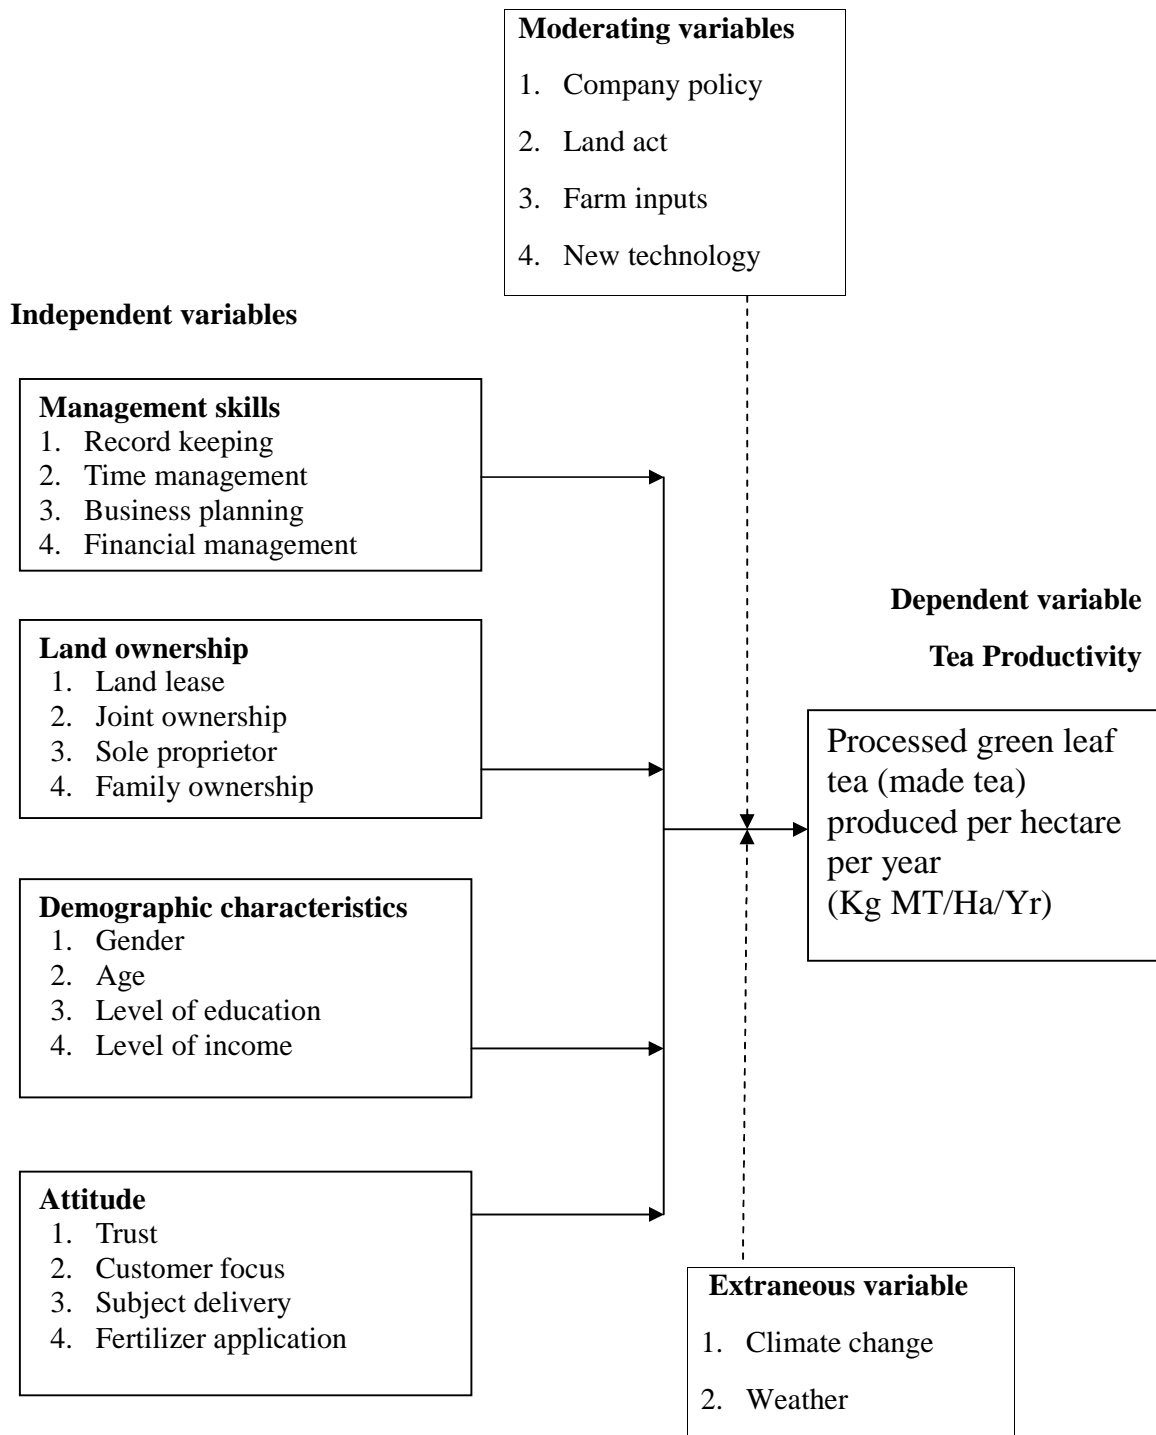 Moderating variables
1. Company policy
2. Land act
3. Farm inputs
4. New technology
Independent variables
Management skills
1. Record keeping
2. Time management
3. Business planning
4. Financial management
Land ownership
1. Land lease
2. Joint ownership
3. Sole proprietor
4. Family ownership
Demographic characteristics
1. Gender
2. Age
3. Level of education
4. Level of income
Attitude
1. Trust
2. Customer focus
3. Subject delivery
4. Fertilizer application
Dependent variable
Tea Productivity
Processed green leaf
tea (made tea)
produced per hectare
per year
(Kg MT/Ha/Yr)
Extraneous variable
1. Climate change
2. Weather